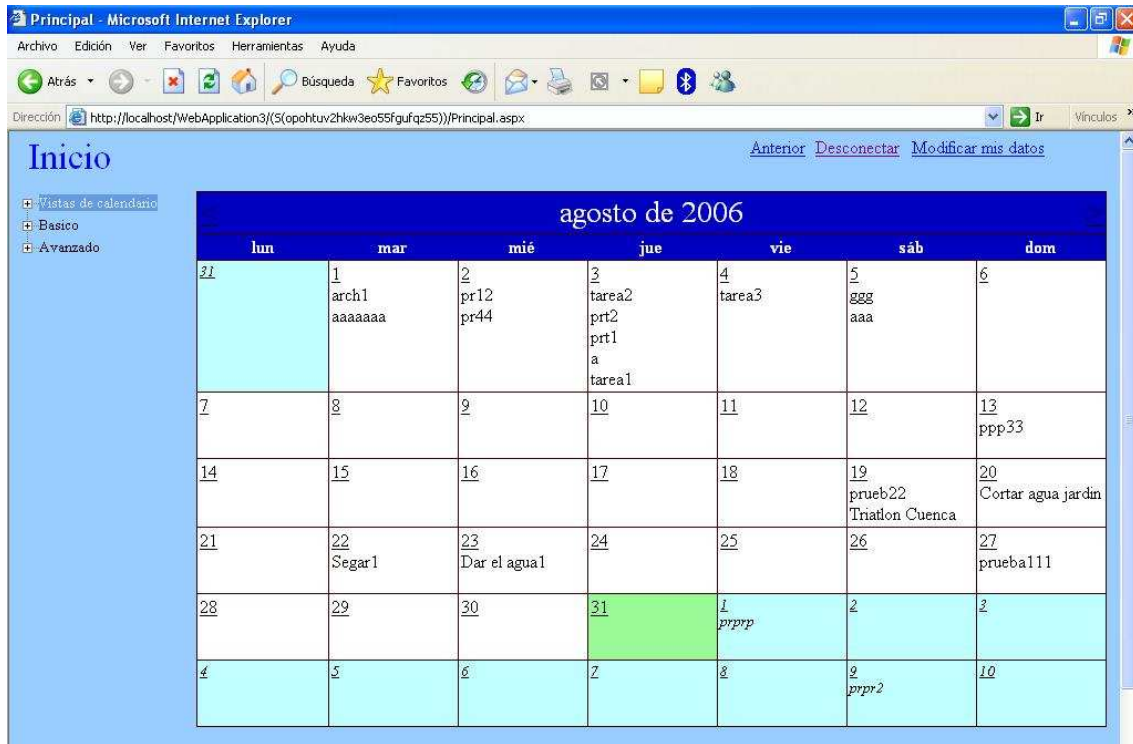 Principal - Microsoft Internet Explorer
Archivo Edición Ver Favoritos Herramientas Ayuda
Atrás Búsqueda Favoritos
Dirección http://localhost/WebApplication3/(S(opohtuv2hkw3eo55fgufqz55))/Principal.aspx Ir Vínculos »
Inicio
Anterior Desconectar Modificar mis datos
Vistas de calendario
Basico
Avanzado
< agosto de 2006 >
lun mar mié jue vie sáb dom
31 1 2 3 4 5 6
arch1 pr12 tarea2 tarea3 ggg
aaaaaaa pr44 prt2 aaa
prt1
a
tarea1
7 8 9 10 11 12 13
ppp33
14 15 16 17 18 19 20
prueb22 Cortar agua jardin
Triatlon Cuenca
21 22 23 24 25 26 27
Segar1 Dar el agua1 prueba111
28 29 30 31 1 2 3
prprp
4 5 6 7 8 9 10
prpr2